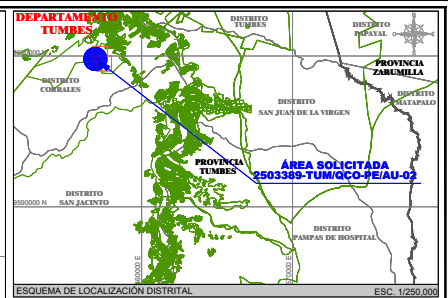 DEPARTAMENTO
TUMBES
DISTRITO
TUMBES
DISTRITO
PAPAYAL
PROVINCIA
ZARUMILLA
DISTRITO
CORRALES
DISTRITO
MATAPALO
DISTRITO
SAN JUAN DE LA VIRGEN
PROVINCIA
TUMBES
ÁREA SOLICITADA
2503389-TUM/QCO-PE/AU-02
DISTRITO
SAN JACINTO
9590000 N
DISTRITO
PAMPAS DE HOSPITAL
ESQUEMA DE LOCALIZACIÓN DISTRITAL
ESC. 1/250,000